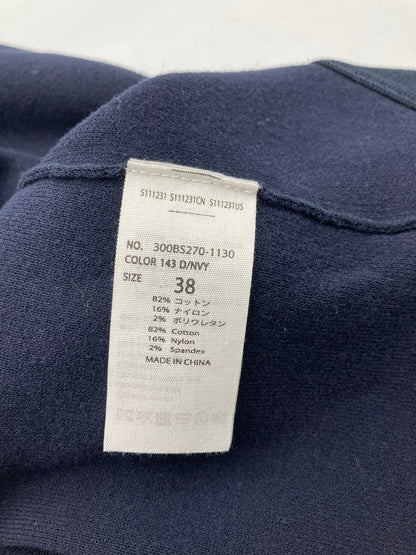 S111231 S111231CN S111231US
NO. 300BS270-1130
COLOR 143 D/NVY
SIZE 38
82% コットン
16% ナイロン
2% ポリウレタン
82% Cotton
16% Nylon
2% Spandex
MADE IN CHINA